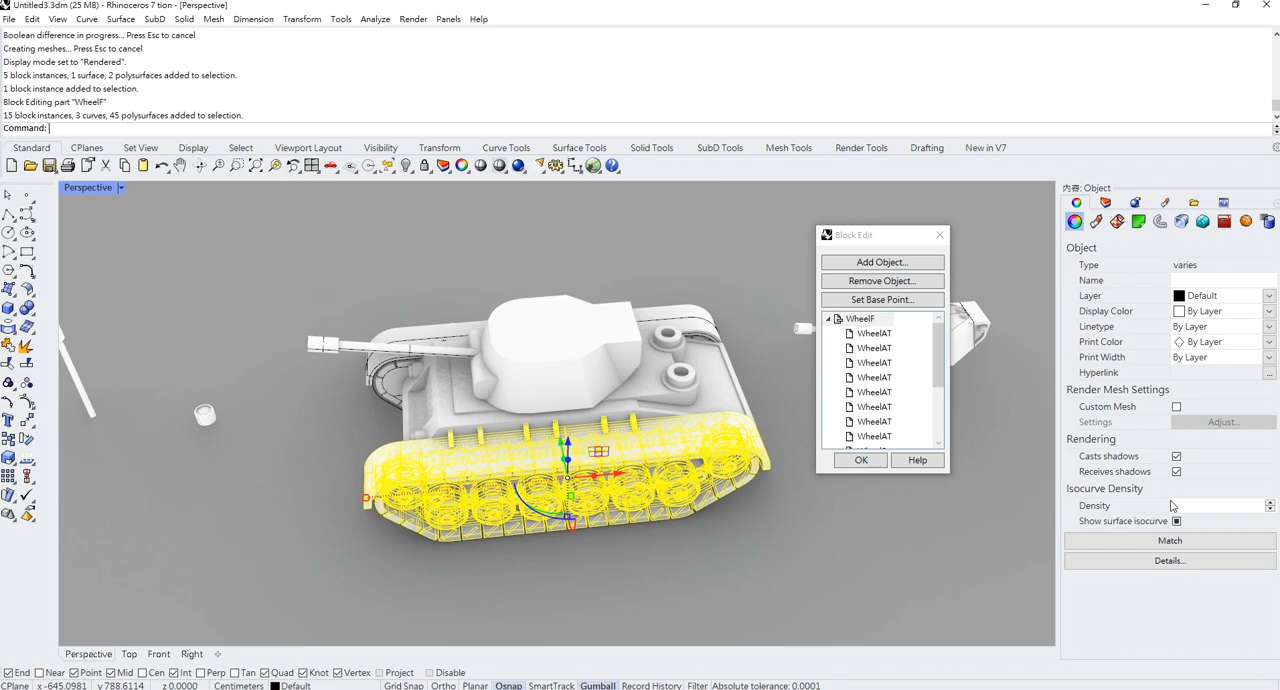 Untitled3.3dm (25 MB) - Rhinoceros 7 tion - [Perspective]
File Edit View Curve Surface SubD Solid Mesh Dimension Transform Tools Analyze Render Panels Help
Boolean difference in progress... Press Esc to cancel
Creating meshes... Press Esc to cancel
Display mode set to "Rendered".
5 block instances, 1 surface, 2 polysurfaces added to selection.
1 block instance added to selection.
Block Editing part "WheelF"
15 block instances, 3 curves, 45 polysurfaces added to selection.
Command:
Standard CPlanes Set View Display Select Viewport Layout Visibility Transform Curve Tools Surface Tools Solid Tools SubD Tools Mesh Tools Render Tools Drafting New in V7
Perspective
Block Edit
Add Object...
Remove Object...
Set Base Point...
WheelF
WheelAT
WheelAT
WheelAT
WheelAT
WheelAT
WheelAT
WheelAT
WheelAT
OK Help
內容: Object
Object
Type varies
Name
Layer Default
Display Color By Layer
Linetype By Layer
Print Color By Layer
Print Width By Layer
Hyperlink ...
Render Mesh Settings
Custom Mesh
Settings Adjust...
Rendering
Casts shadows
Receives shadows
Isocurve Density
Density
Show surface isocurve
Match
Details...
Perspective Top Front Right
End Near Point Mid Cen Int Perp Tan Quad Knot Vertex Project Disable
CPlane x -645.0981 y 788.6114 z 0.0000 Centimeters Default Grid Snap Ortho Planar Osnap SmartTrack Gumball Record History Filter Absolute tolerance: 0.0001